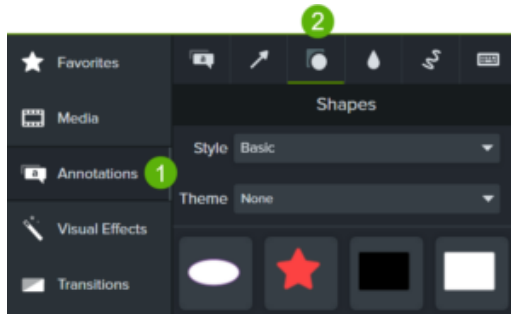 2
Favorites
Media
Annotations 1
Visual Effects
Transitions
a
Shapes
Style Basic
Theme None